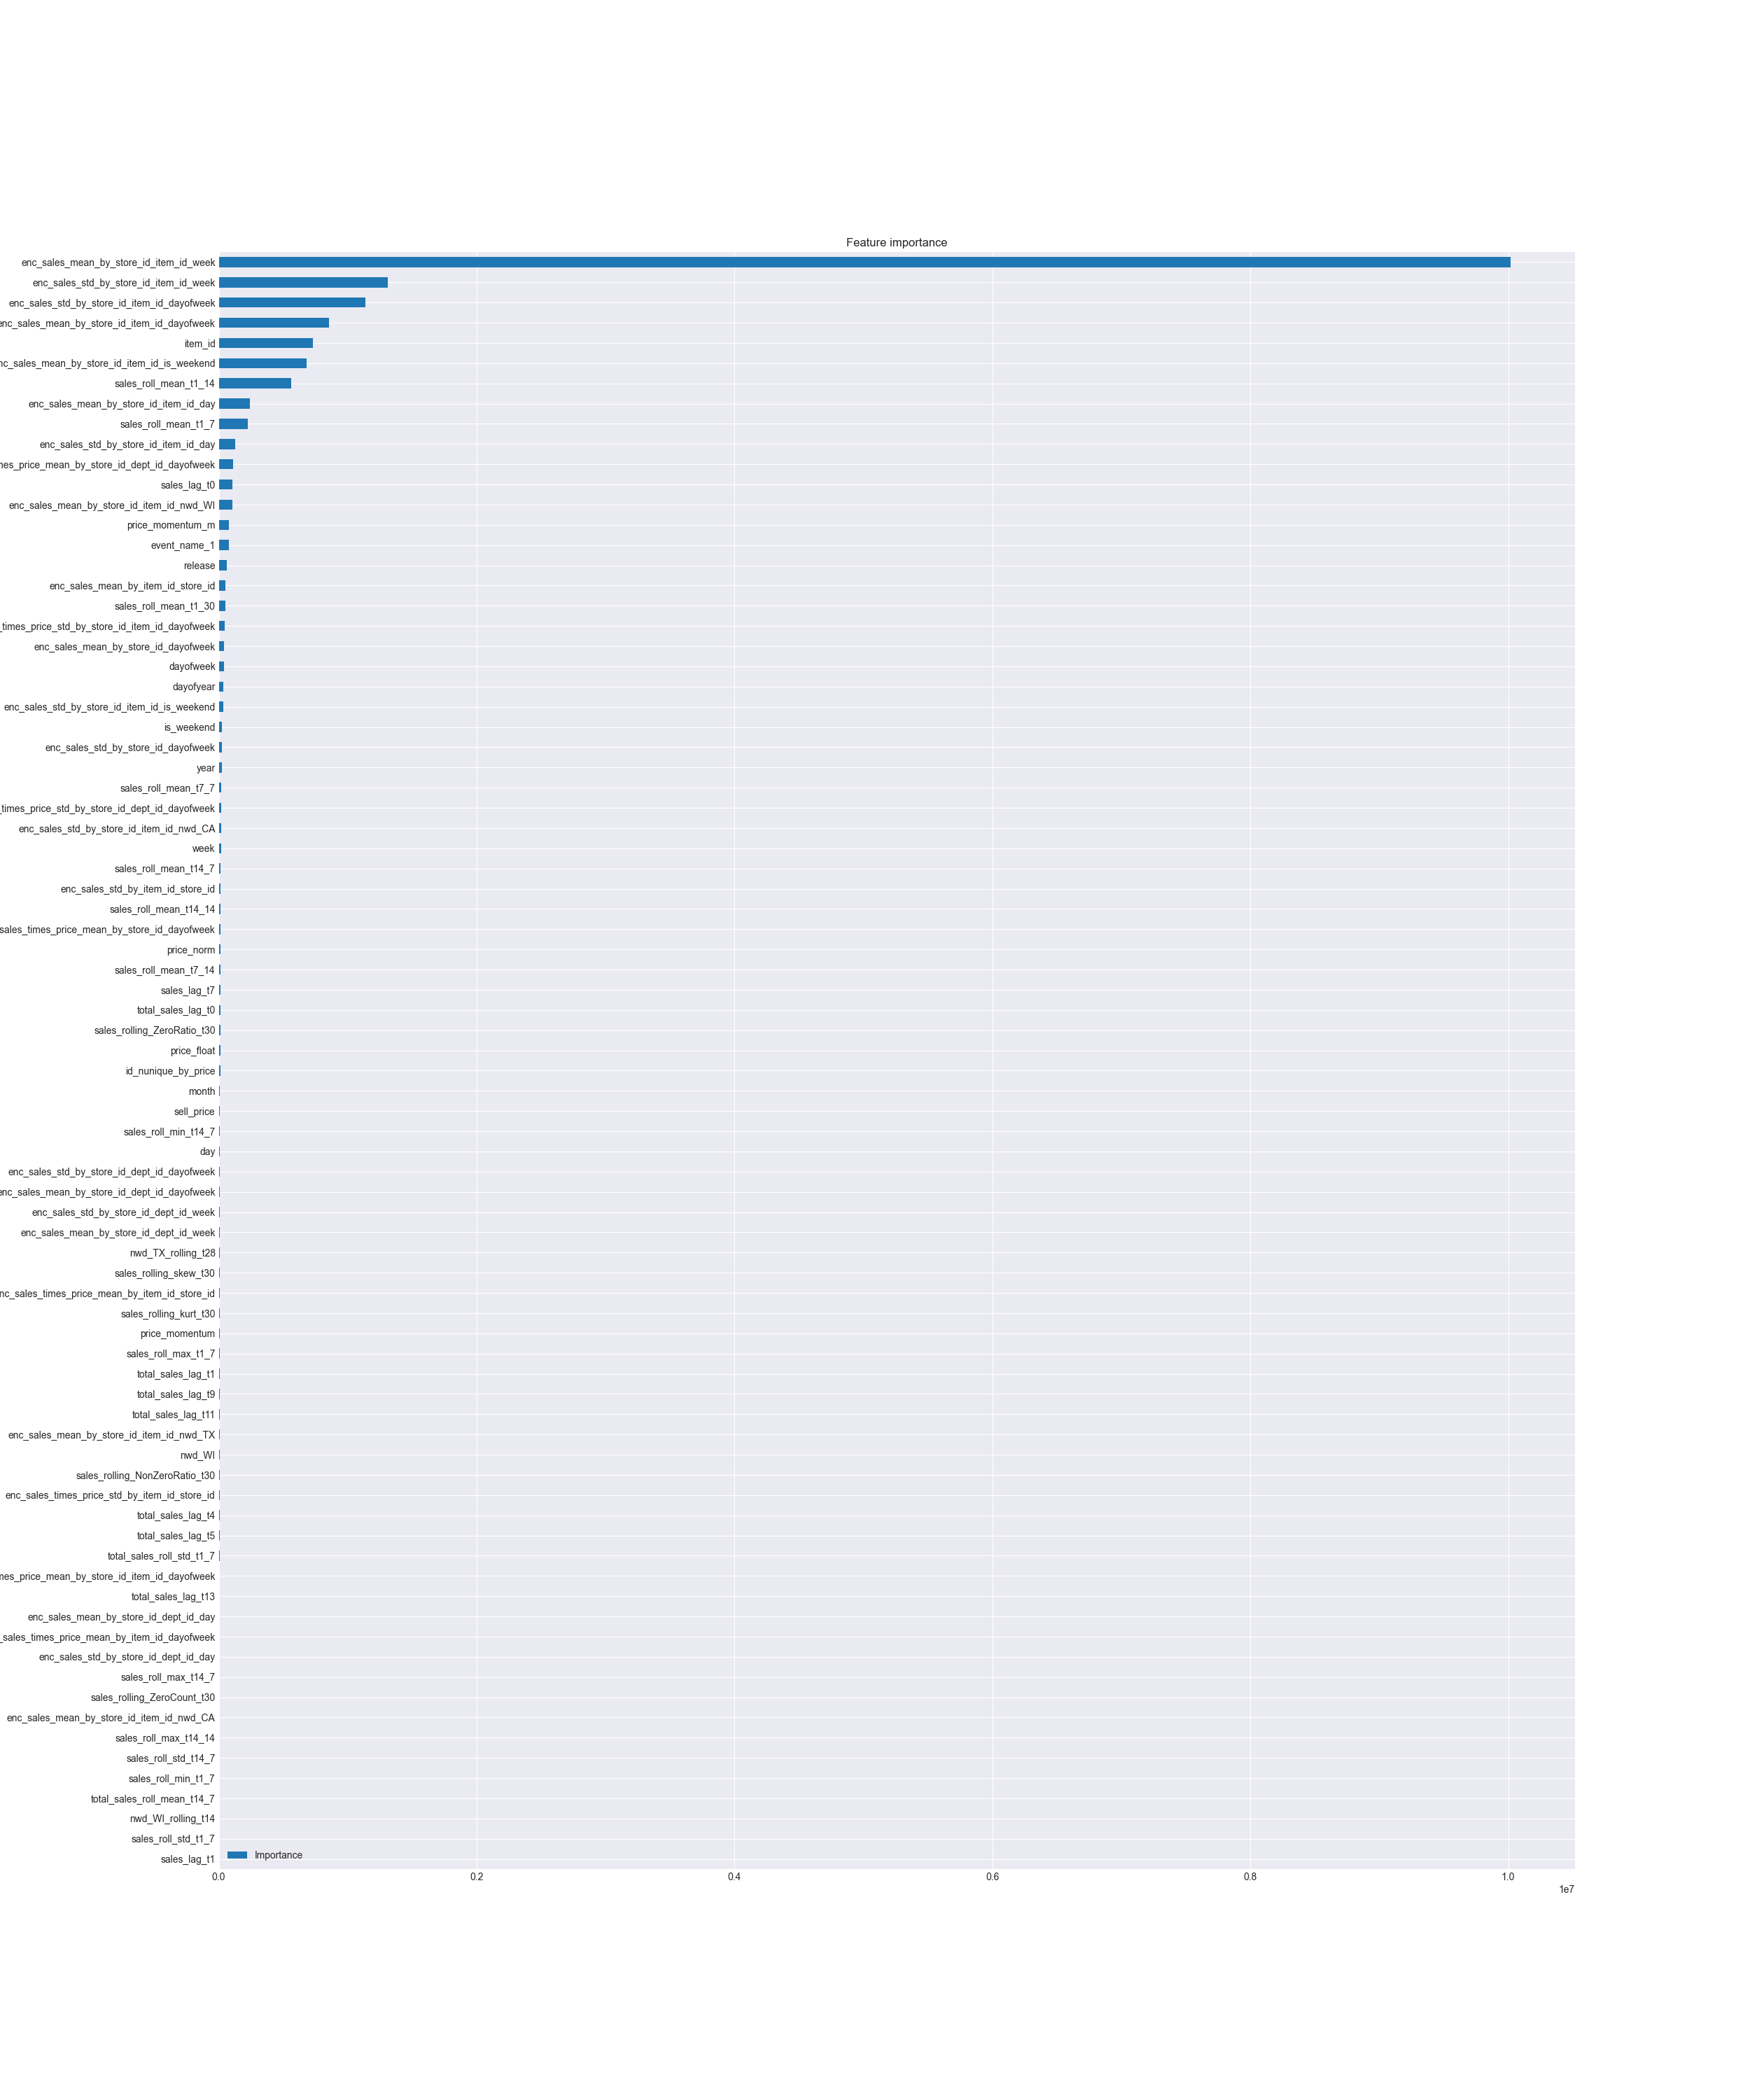 Feature importance
enc_sales_mean_by_store_id_item_id_week
enc_sales_std_by_store_id_item_id_week
enc_sales_std_by_store_id_item_id_dayofweek
enc_sales_mean_by_store_id_item_id_dayofweek
item_id
nc_sales_mean_by_store_id_item_id_is_weekend
sales_roll_mean_t1_14
enc_sales_mean_by_store_id_item_id_day
sales_roll_mean_t1_7
enc_sales_std_by_store_id_item_id_day
mes_price_mean_by_store_id_dept_id_dayofweek
sales_lag_t0
enc_sales_mean_by_store_id_item_id_nwd_WI
price_momentum_m
event_name_1
release
enc_sales_mean_by_item_id_store_id
sales_roll_mean_t1_30
_times_price_std_by_store_id_item_id_dayofweek
enc_sales_mean_by_store_id_dayofweek
dayofweek
dayofyear
enc_sales_std_by_store_id_item_id_is_weekend
is_weekend
enc_sales_std_by_store_id_dayofweek
year
sales_roll_mean_t7_7
_times_price_std_by_store_id_dept_id_dayofweek
enc_sales_std_by_store_id_item_id_nwd_CA
week
sales_roll_mean_t14_7
enc_sales_std_by_item_id_store_id
sales_roll_mean_t14_14
sales_times_price_mean_by_store_id_dayofweek
price_norm
sales_roll_mean_t7_14
sales_lag_t7
total_sales_lag_t0
sales_rolling_ZeroRatio_t30
price_float
id_nunique_by_price
month
sell_price
sales_roll_min_t14_7
day
enc_sales_std_by_store_id_dept_id_dayofweek
enc_sales_mean_by_store_id_dept_id_dayofweek
enc_sales_std_by_store_id_dept_id_week
enc_sales_mean_by_store_id_dept_id_week
nwd_TX_rolling_t28
sales_rolling_skew_t30
nc_sales_times_price_mean_by_item_id_store_id
sales_rolling_kurt_t30
price_momentum
sales_roll_max_t1_7
total_sales_lag_t1
total_sales_lag_t9
total_sales_lag_t11
enc_sales_mean_by_store_id_item_id_nwd_TX
nwd_WI
sales_rolling_NonZeroRatio_t30
enc_sales_times_price_std_by_item_id_store_id
total_sales_lag_t4
total_sales_lag_t5
total_sales_roll_std_t1_7
mes_price_mean_by_store_id_item_id_dayofweek
total_sales_lag_t13
enc_sales_mean_by_store_id_dept_id_day
_sales_times_price_mean_by_item_id_dayofweek
enc_sales_std_by_store_id_dept_id_day
sales_roll_max_t14_7
sales_rolling_ZeroCount_t30
enc_sales_mean_by_store_id_item_id_nwd_CA
sales_roll_max_t14_14
sales_roll_std_t14_7
sales_roll_min_t1_7
total_sales_roll_mean_t14_7
nwd_WI_rolling_t14
sales_roll_std_t1_7
sales_lag_t1
Importance
0.0 0.2 0.4 0.6 0.8 1.0
1e7